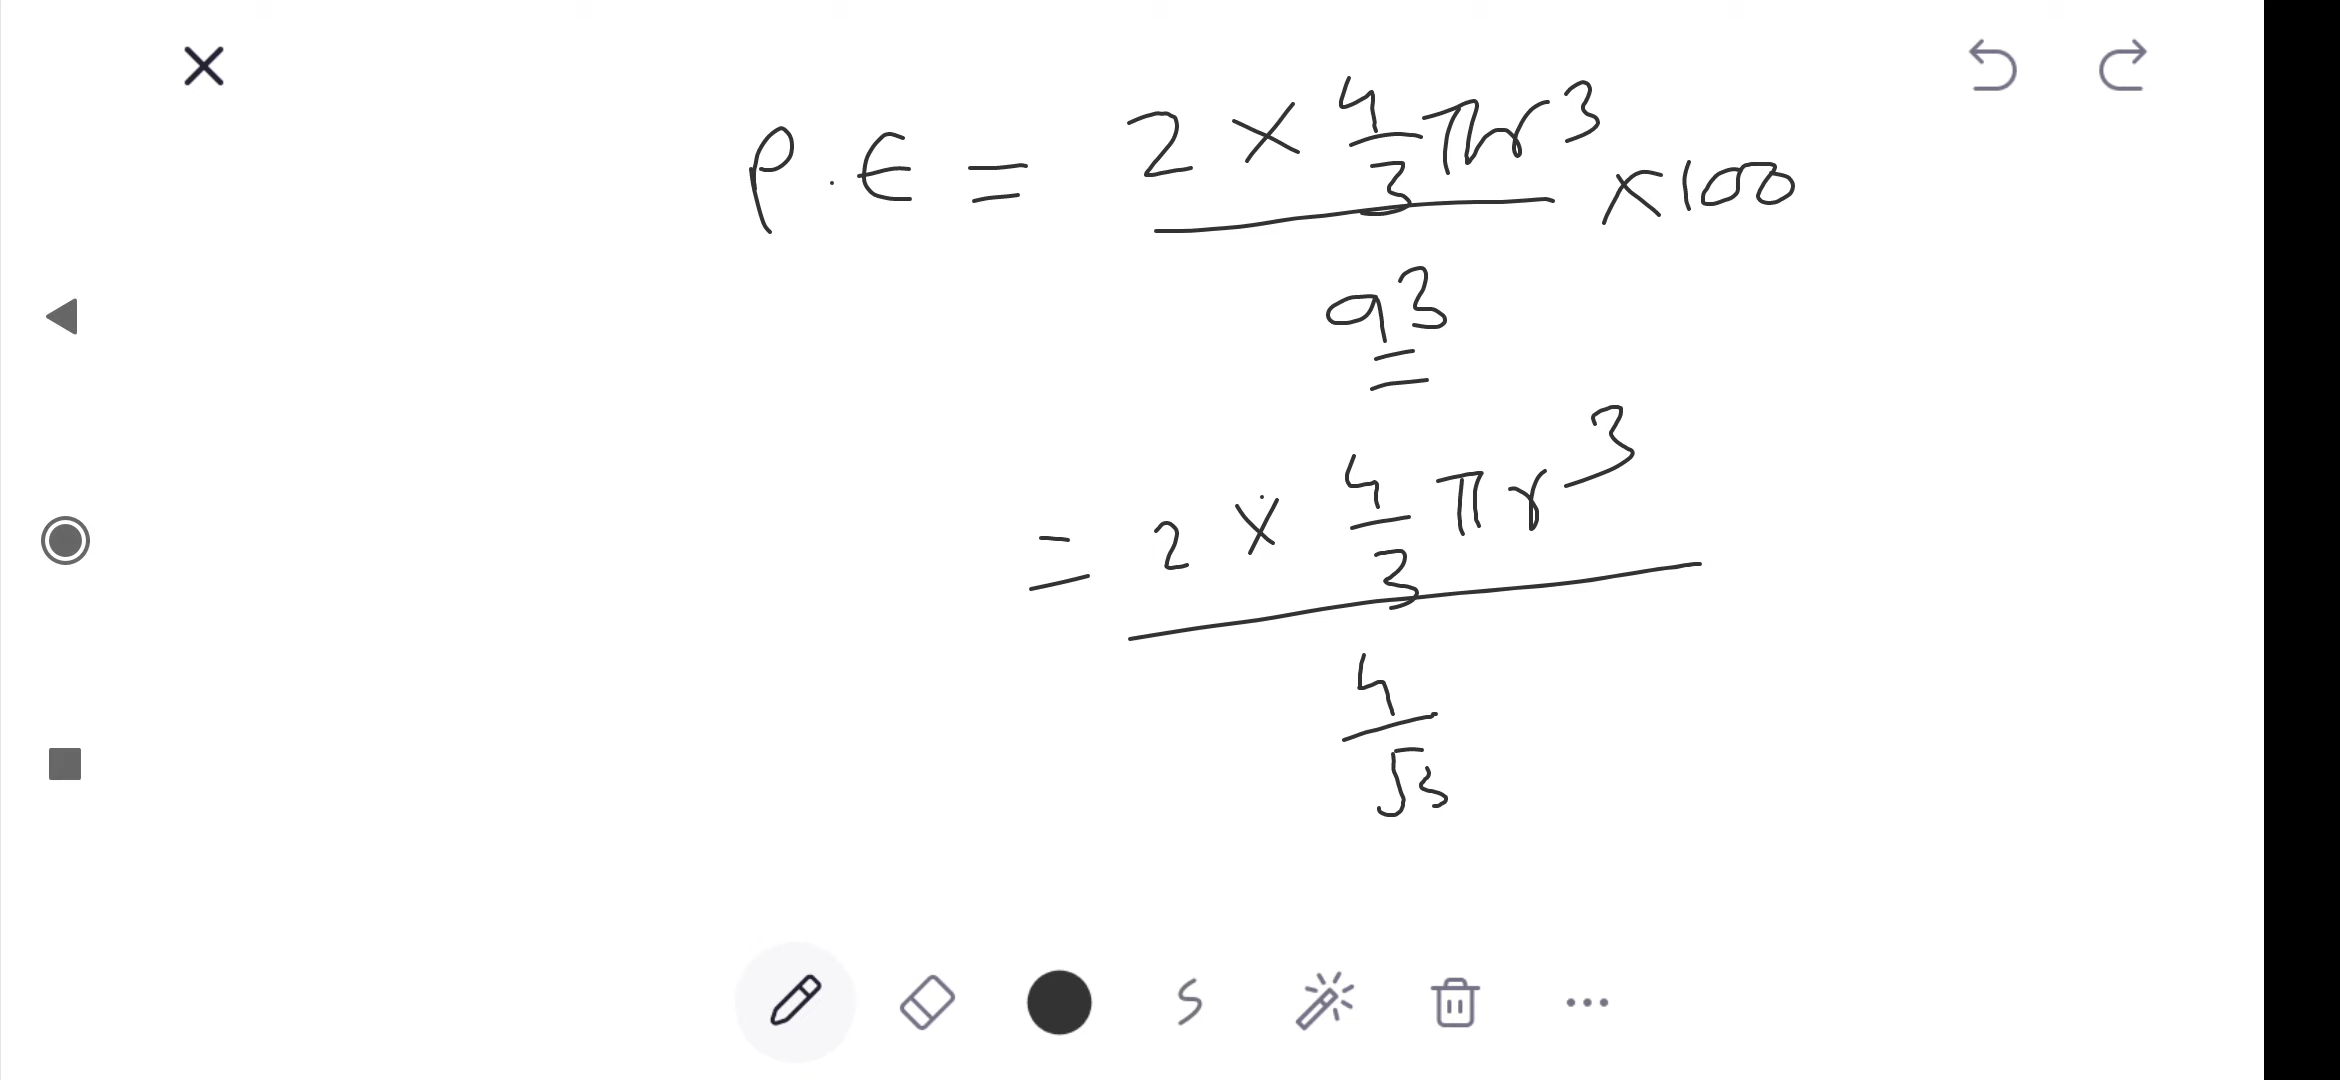 P.E = 2 × 4/3 πr³ / a³ × 100
= 2 × 4/3 πr³ / 4/√3